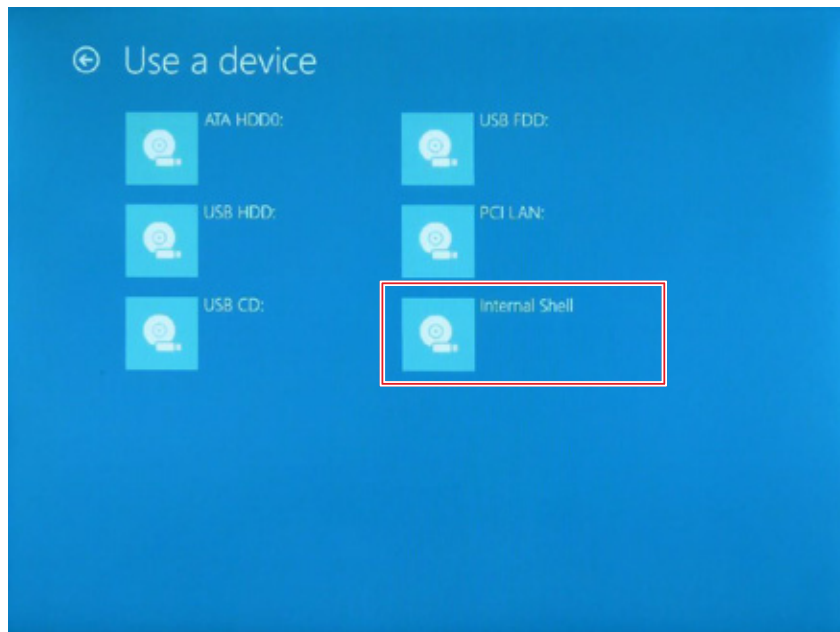 Use a device
ATA HDD0:
USB FDD:
USB HDD:
PCI LAN:
USB CD:
Internal Shell